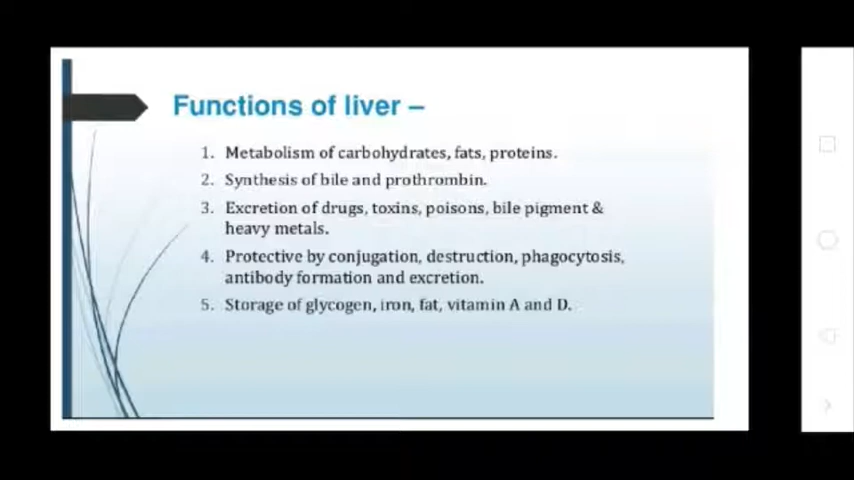 Functions of liver –
1. Metabolism of carbohydrates, fats, proteins.
2. Synthesis of bile and prothrombin.
3. Excretion of drugs, toxins, poisons, bile pigment &
heavy metals.
4. Protective by conjugation, destruction, phagocytosis,
antibody formation and excretion.
5. Storage of glycogen, iron, fat, vitamin A and D.